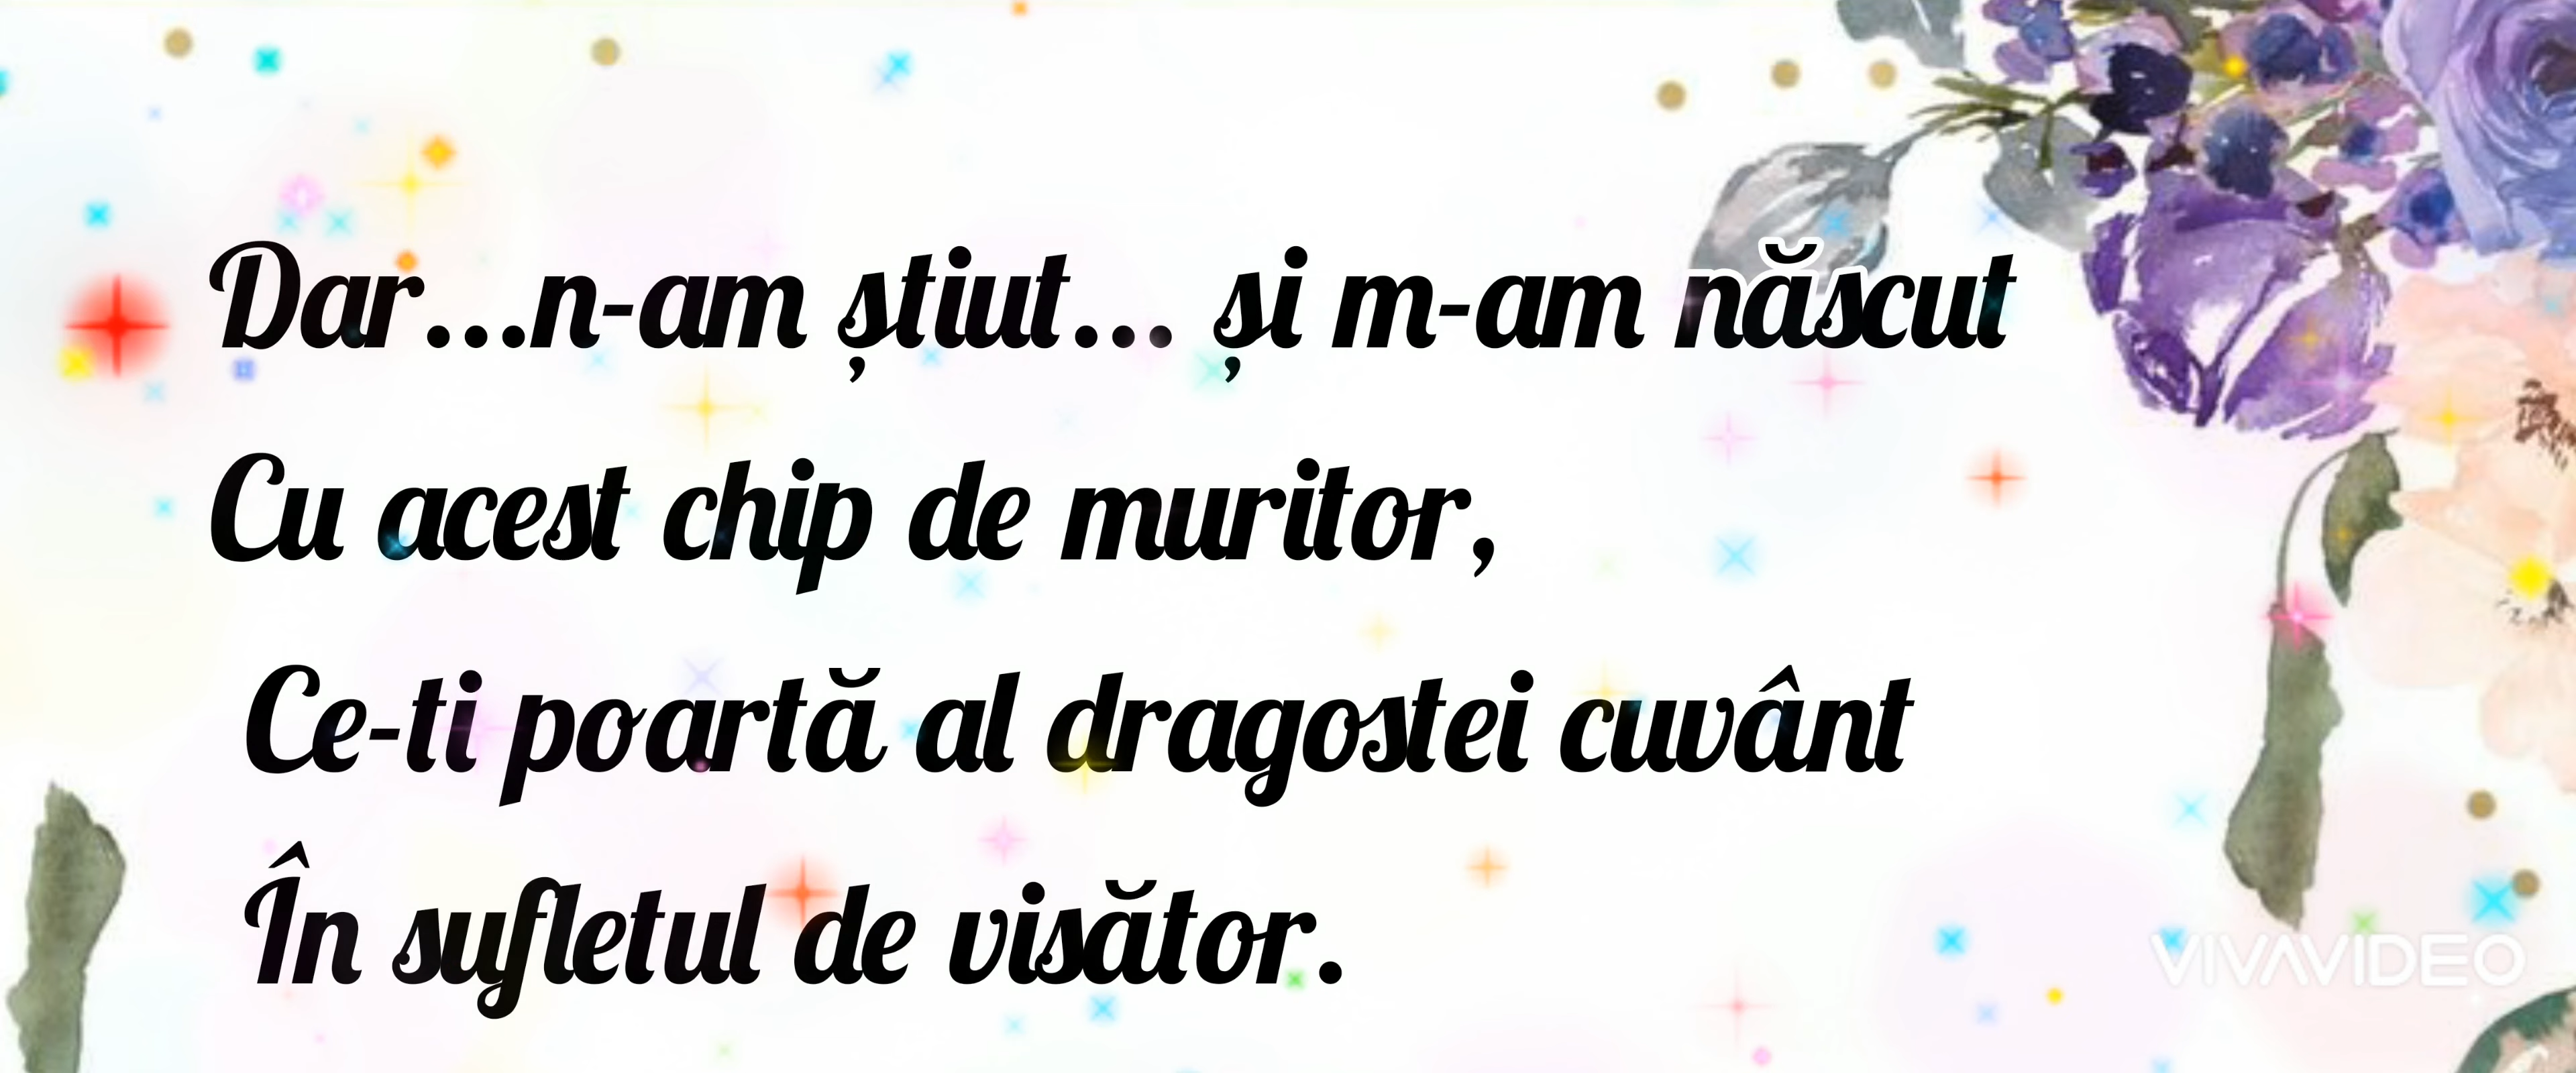 Dar...n-am știut... și m-am născut
Cu acest chip de muritor,
Ce-ti poartă al dragostei cuvânt
În sufletul de visător.
VIVAVIDEO